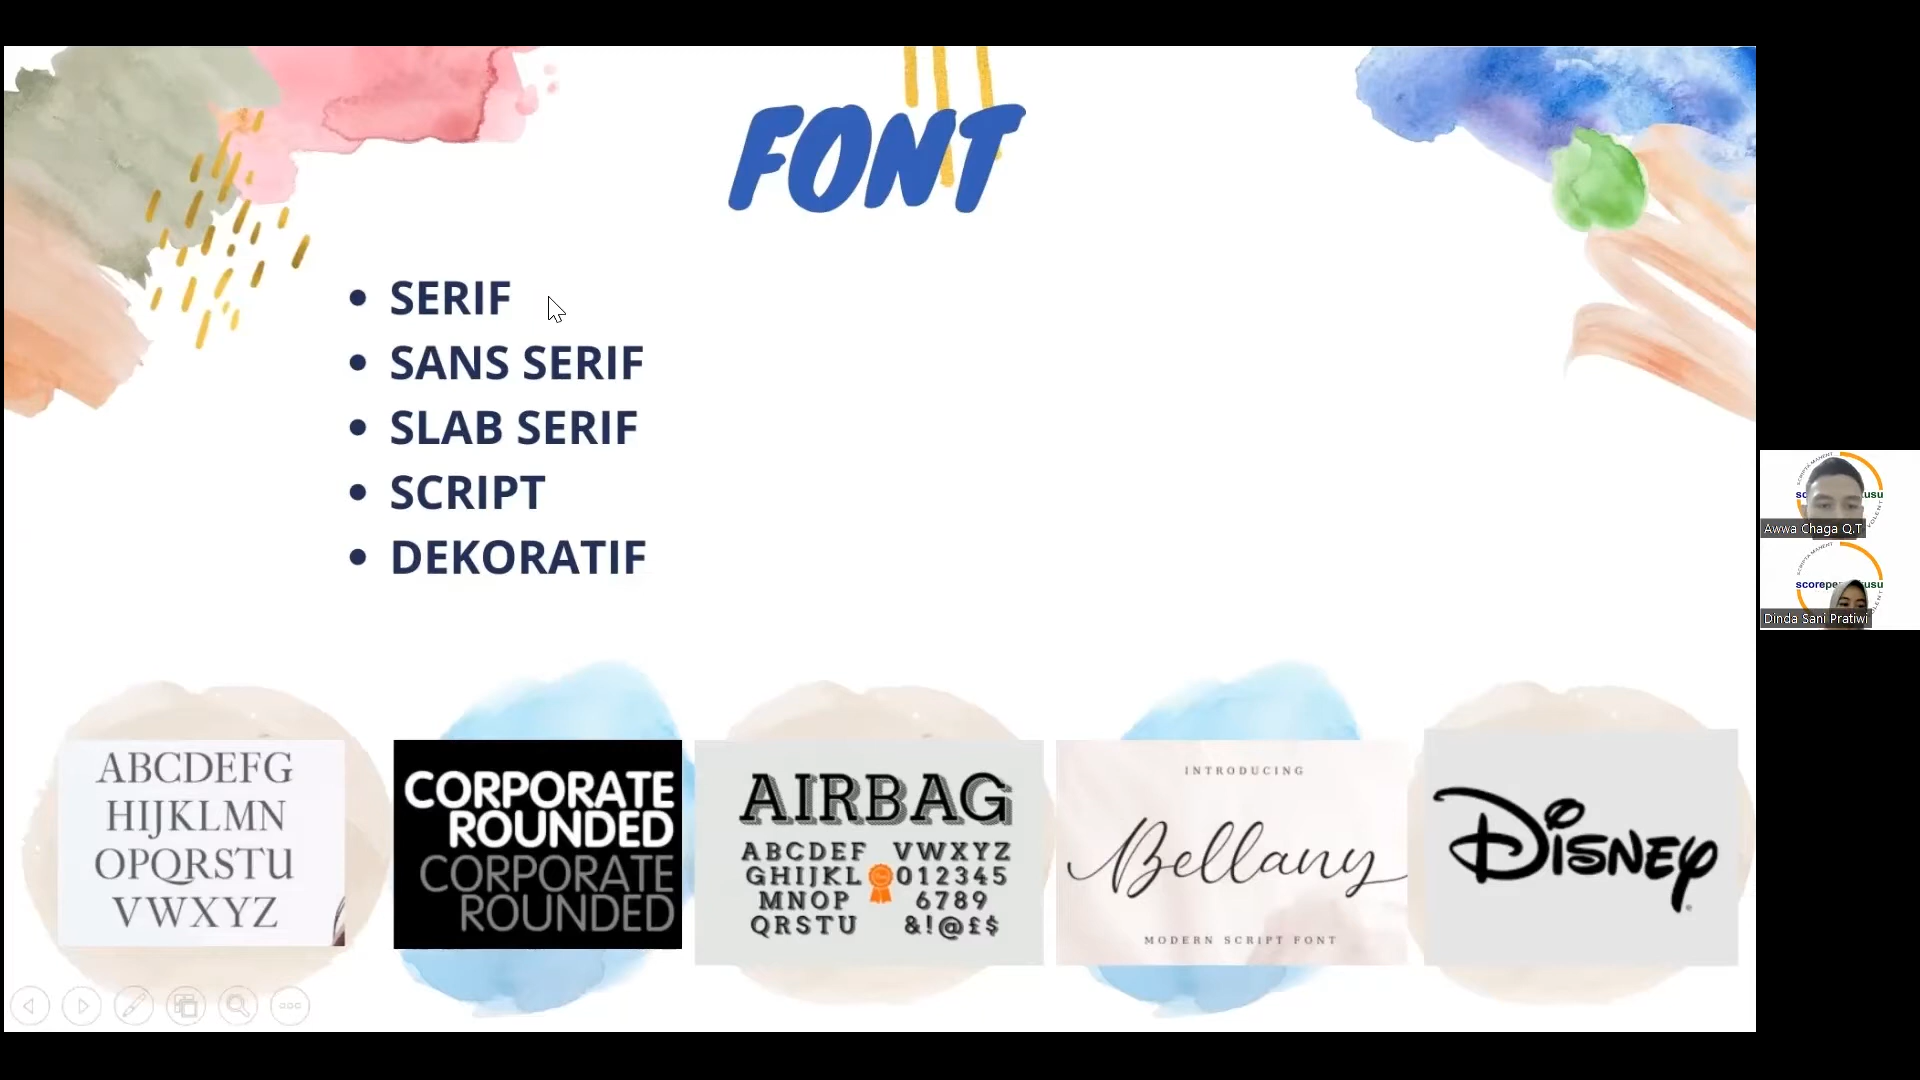 FONT
SERIF
SANS SERIF
SLAB SERIF
SCRIPT
DEKORATIF
ABCDEFG
HIJKLMN
OPQRSTU
VWXYZ
CORPORATE
ROUNDED
CORPORATE
ROUNDED
AIRBAG
ABCDEF VWXYZ
GHIJKL 012345
MNOP 6789
QRSTU &!@£$
INTRODUCING
Bellany
MODERN SCRIPT FONT
DISNEY
Awwa Chaga Q.T
Dinda Sani Pratiwi